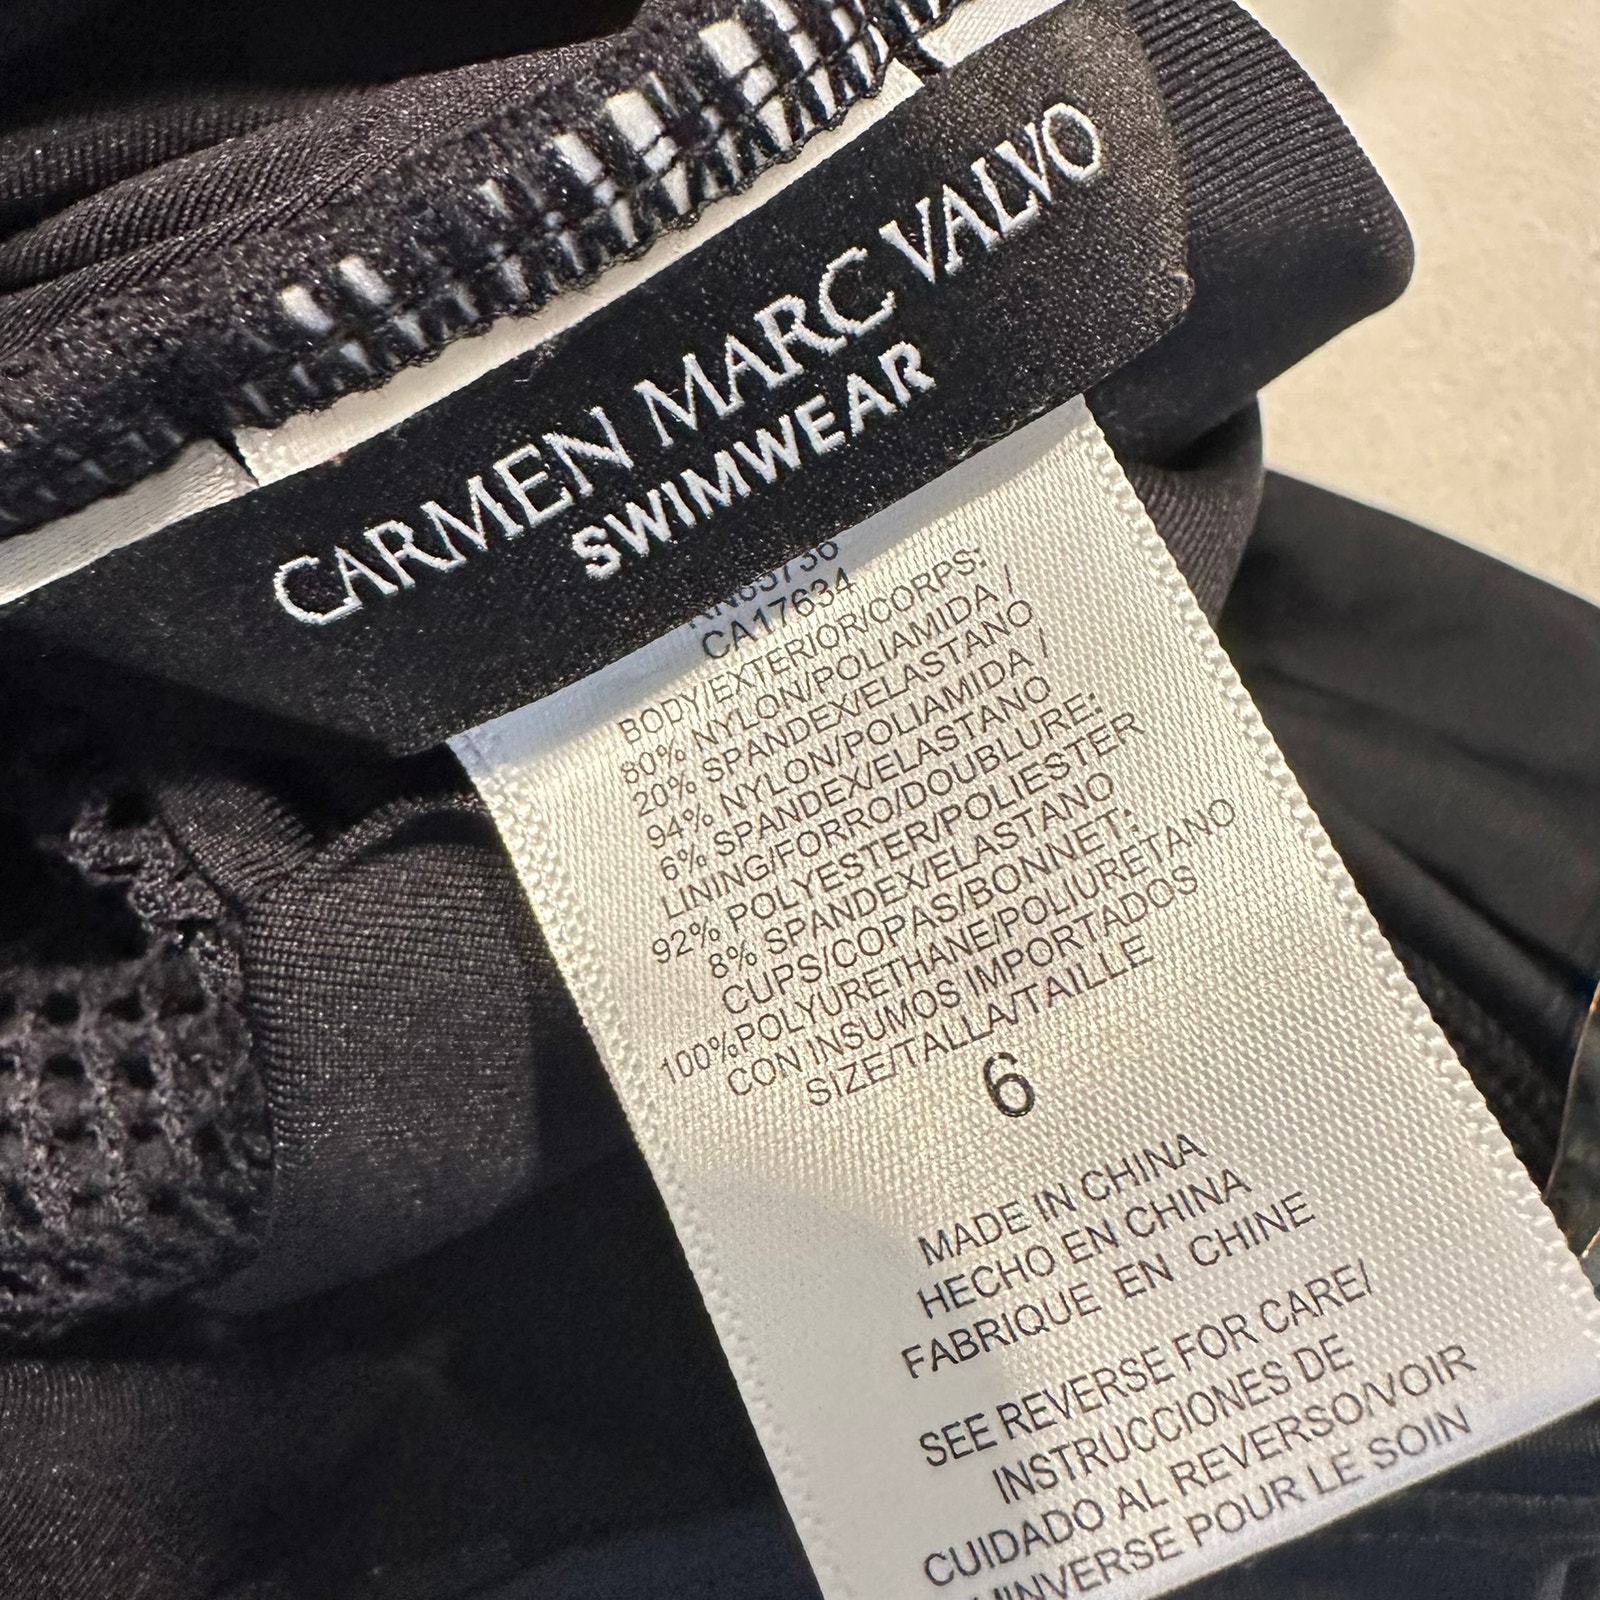 CARMEN MARC VALVO
SWIMWEAR
CA17634
BODY/EXTERIOR/CORPS:
80% NYLON/POLIAMIDA /
20% SPANDEX/ELASTANO
94% NYLON/POLIAMIDA /
6% SPANDEX/ELASTANO
LINING/FORRO/DOUBLURE:
92% POLYESTER/POLIESTER
8% SPANDEX/ELASTANO
CUPS/COPAS/BONNET:
100%POLYURETHANE/POLIURETANO
CON INSUMOS IMPORTADOS
SIZE/TALLA/TAILLE
6
MADE IN CHINA
HECHO EN CHINA
FABRIQUE EN CHINE
SEE REVERSE FOR CARE/
INSTRUCCIONES DE
CUIDADO AL REVERSO/VOIR
L'INVERSE POUR LE SOIN